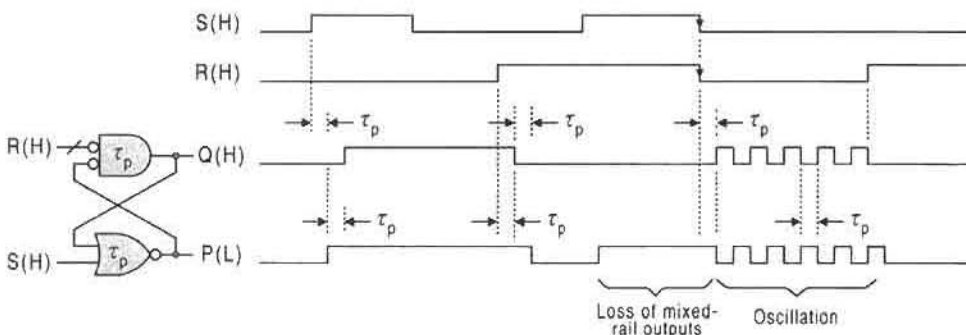 S(H)
R(H)
τp τp τp
R(H) τp Q(H)
τp τp τp
S(H) τp P(L)
Loss of mixed-
rail outputs
Oscillation